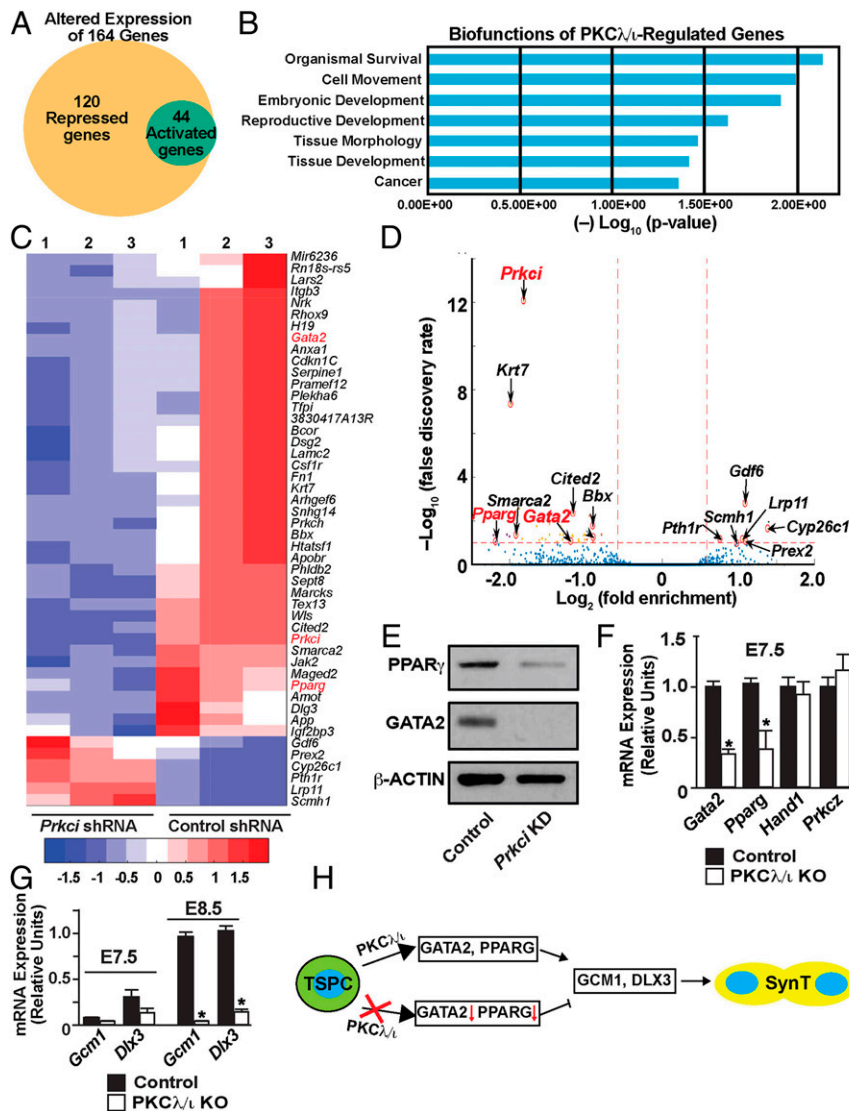 A
Altered Expression
of 164 Genes
120
Repressed
genes
44
Activated
genes
B
Biofunctions of PKCλ/ι-Regulated Genes
Organismal Survival
Cell Movement
Embryonic Development
Reproductive Development
Tissue Morphology
Tissue Development
Cancer
0.00E+00 5.00E-01 1.00E+00 1.50E+00 2.00E+00
(–) Log10 (p-value)
C
1 2 3 1 2 3
Mir6236
Rn18s-rs5
Lars2
Itgb3
Nrk
Rhox9
H19
Gata2
Anxa1
Cdkn1C
Serpine1
Pramef12
Plekha6
Tfpi
3830417A13R
Bcor
Dsg2
Lamc2
Csf1r
Fn1
Krt7
Arhgef6
Snhg14
Prkch
Bbx
Htatsf1
Apobr
Phldb2
Sept8
Marcks
Tex13
Wls
Cited2
Prkci
Smarca2
Jak2
Maged2
Pparg
Amot
Dlg3
App
Igf2bp3
Gdf6
Prex2
Cyp26c1
Pth1r
Lrp11
Scmh1
Prkci shRNA Control shRNA
-1.5 -1 -0.5 0 0.5 1 1.5
D
–Log10 (false discovery rate)
12
8
4
0
Prkci
Krt7
Cited2
Smarca2
Bbx
Pparg
Gata2
Gdf6
Lrp11
Scmh1
Pth1r
Cyp26c1
Prex2
-2.0 -1.0 0 1.0 2.0
Log2 (fold enrichment)
E
PPARγ
GATA2
β-ACTIN
Control Prkci KD
F
mRNA Expression
(Relative Units)
E7.5
1.5
1.0
0.5
0
* *
Gata2 Pparg Hand1 Prkcz
Control
PKCλ/ι KO
G
mRNA Expression
(Relative Units)
E8.5
E7.5
1.0
0.5
0
* *
Gcm1 Dlx3 Gcm1 Dlx3
Control
PKCλ/ι KO
H
TSPC
PKCλ/ι
GATA2, PPARG
GCM1, DLX3
SynT
PKCλ/ι
GATA2↓ PPARG↓